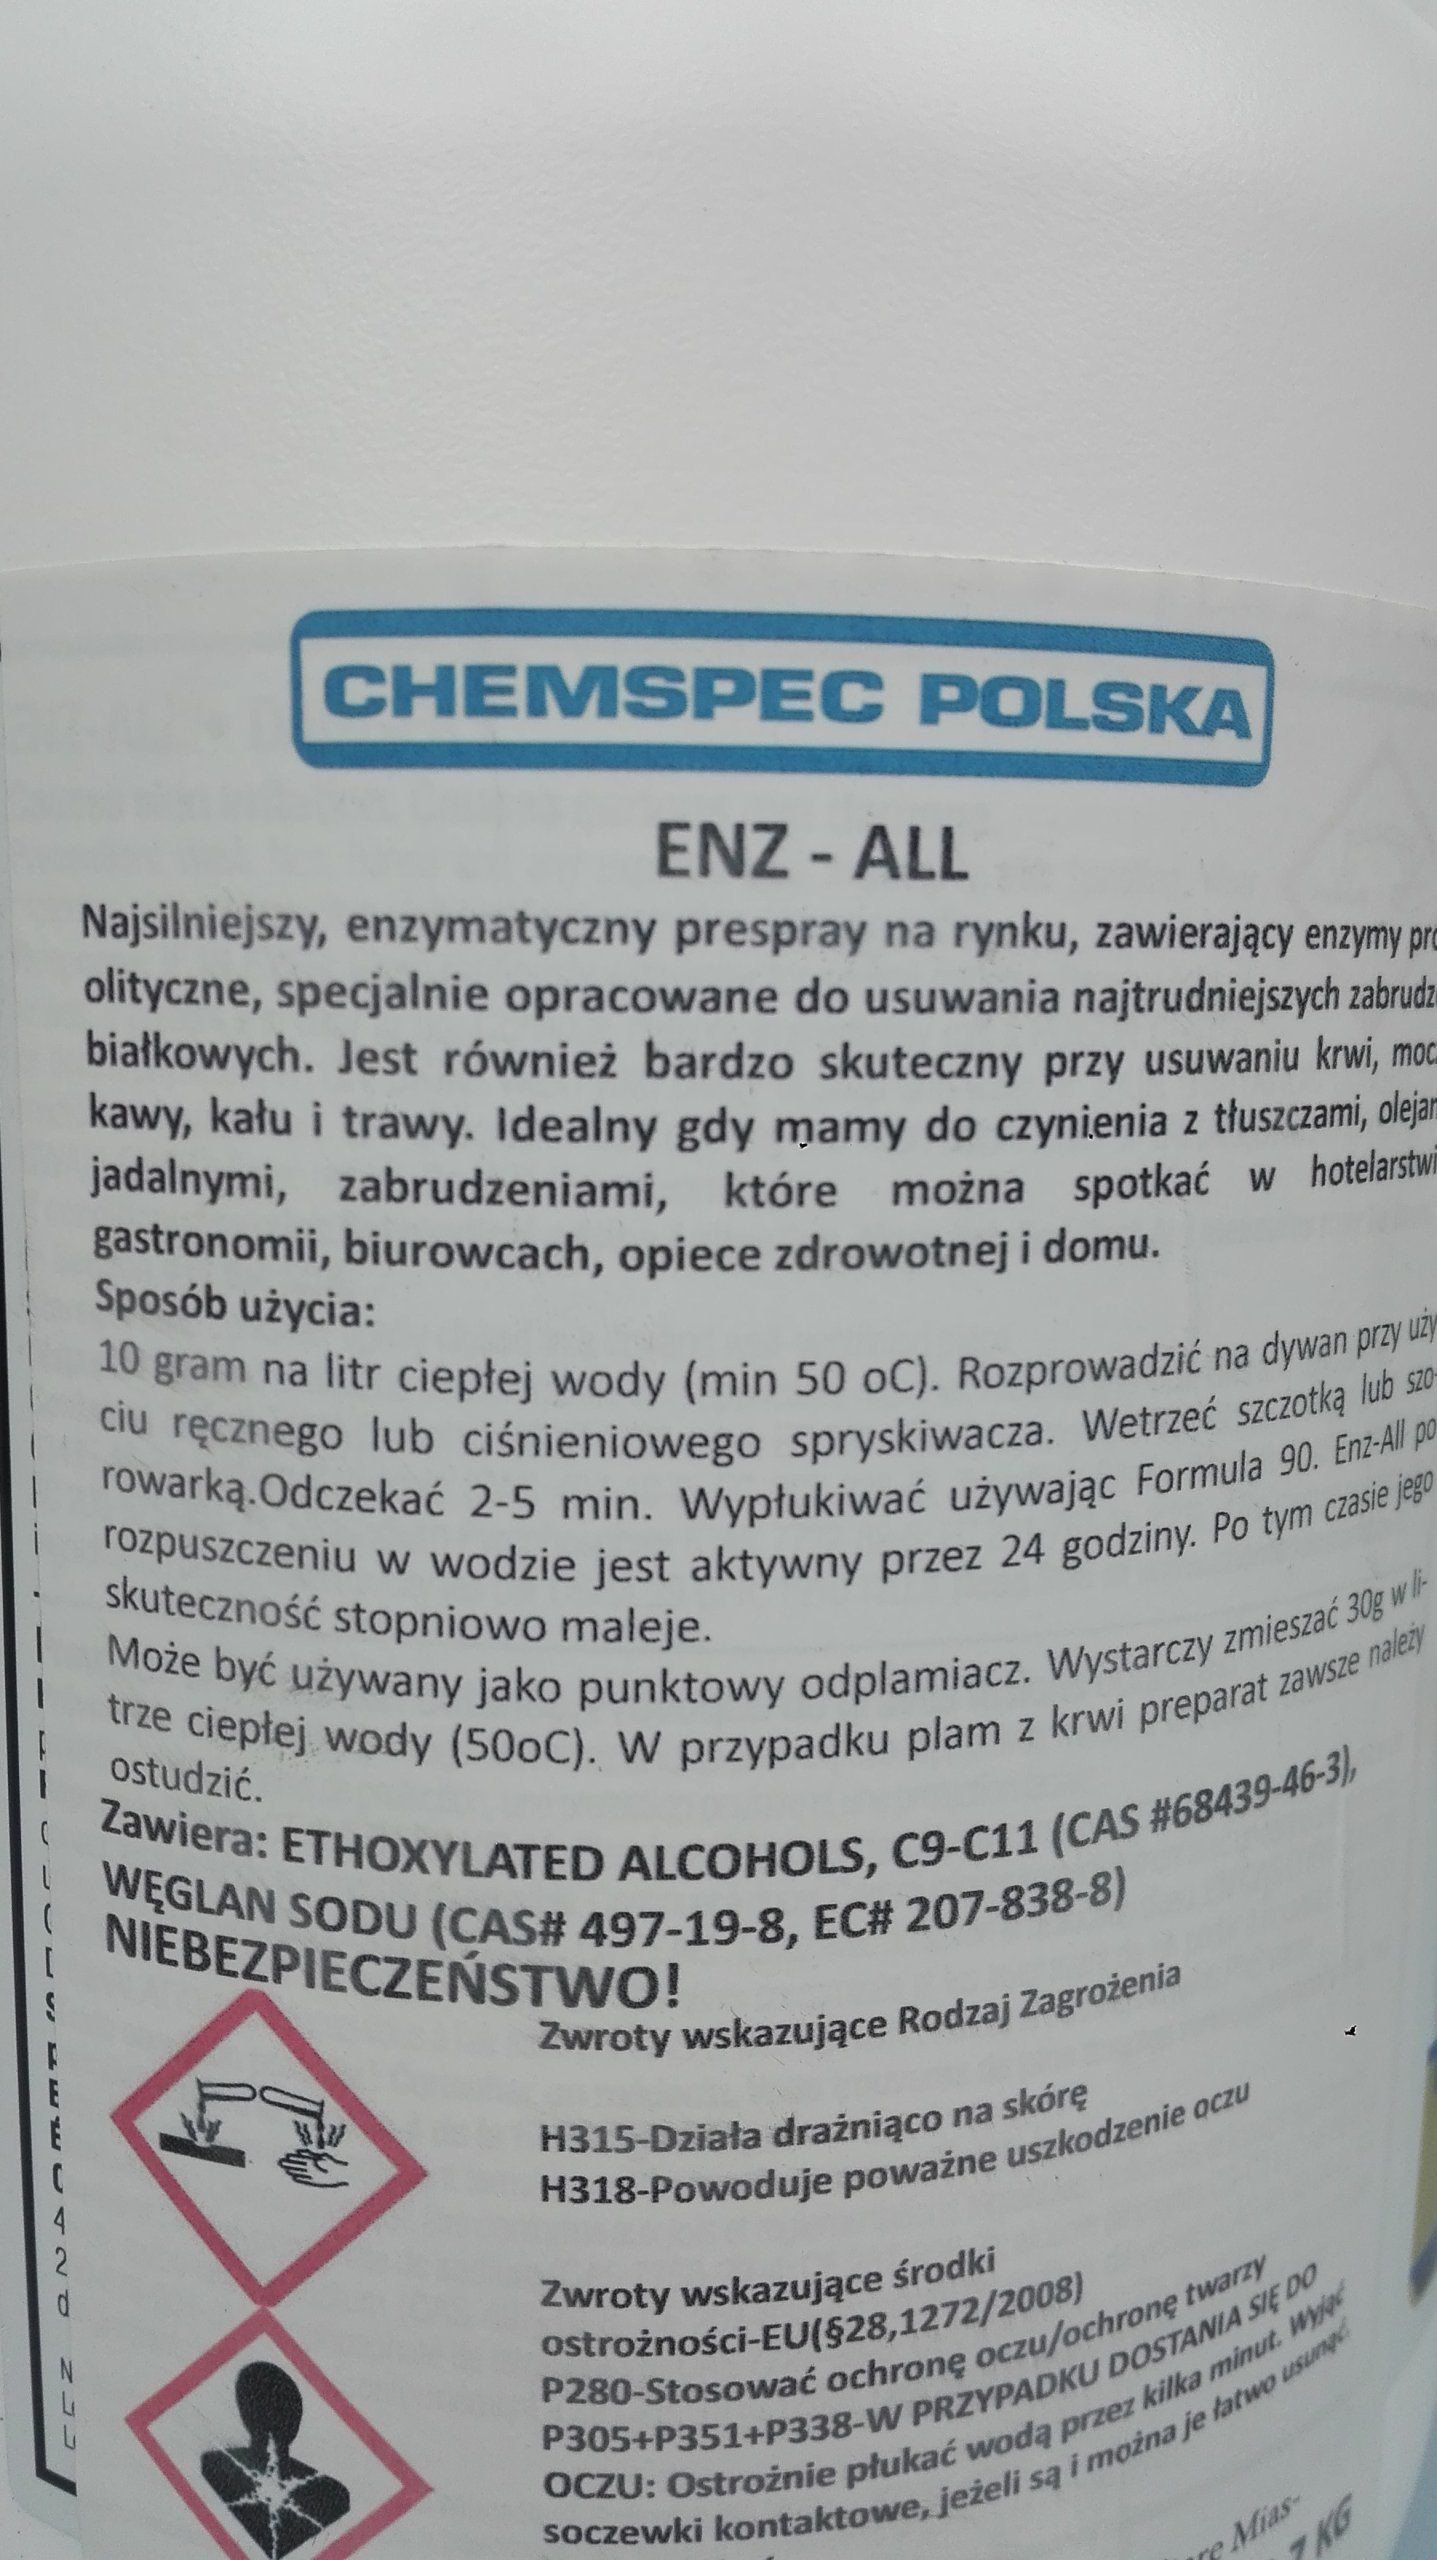 CHEMSPEC POLSKA
ENZ - ALL
Najsilniejszy, enzymatyczny prespray na rynku, zawierający enzymy pro
olityczne, specjalnie opracowane do usuwania najtrudniejszych zabrudz
białkowych. Jest również bardzo skuteczny przy usuwaniu krwi, moc
kawy, kału i trawy. Idealny gdy mamy do czynienia z tłuszczami, olejam
jadalnymi, zabrudzeniami, które można spotkać w hotelarstwi
gastronomii, biurowcach, opiece zdrowotnej i domu.
Sposób użycia:
10 gram na litr ciepłej wody (min 50 oC). Rozprowadzić na dywan przy uży
ciu ręcznego lub ciśnieniowego spryskiwacza. Wetrzeć szczotką lub szo-
rowarką.Odczekać 2-5 min. Wypłukiwać używając Formula 90. Enz-All po
rozpuszczeniu w wodzie jest aktywny przez 24 godziny. Po tym czasie jego
skuteczność stopniowo maleje.
Może być używany jako punktowy odplamiacz. Wystarczy zmieszać 30g w li-
trze ciepłej wody (50oC). W przypadku plam z krwi preparat zawsze należy
ostudzić.
Zawiera: ETHOXYLATED ALCOHOLS, C9-C11 (CAS #68439-46-3),
WĘGLAN SODU (CAS# 497-19-8, EC# 207-838-8)
NIEBEZPIECZEŃSTWO!
Zwroty wskazujące Rodzaj Zagrożenia
H315-Działa drażniąco na skórę
H318-Powoduje poważne uszkodzenie oczu
Zwroty wskazujące środki
ostrożności-EU(§28,1272/2008)
P280-Stosować ochronę oczu/ochronę twarzy
P305+P351+P338-W PRZYPADKU DOSTANIA SIĘ DO
OCZU: Ostrożnie płukać wodą przez kilka minut. Wyjąć
soczewki kontaktowe, jeżeli są i można je łatwo usunąć.
re Mias-
7 KG